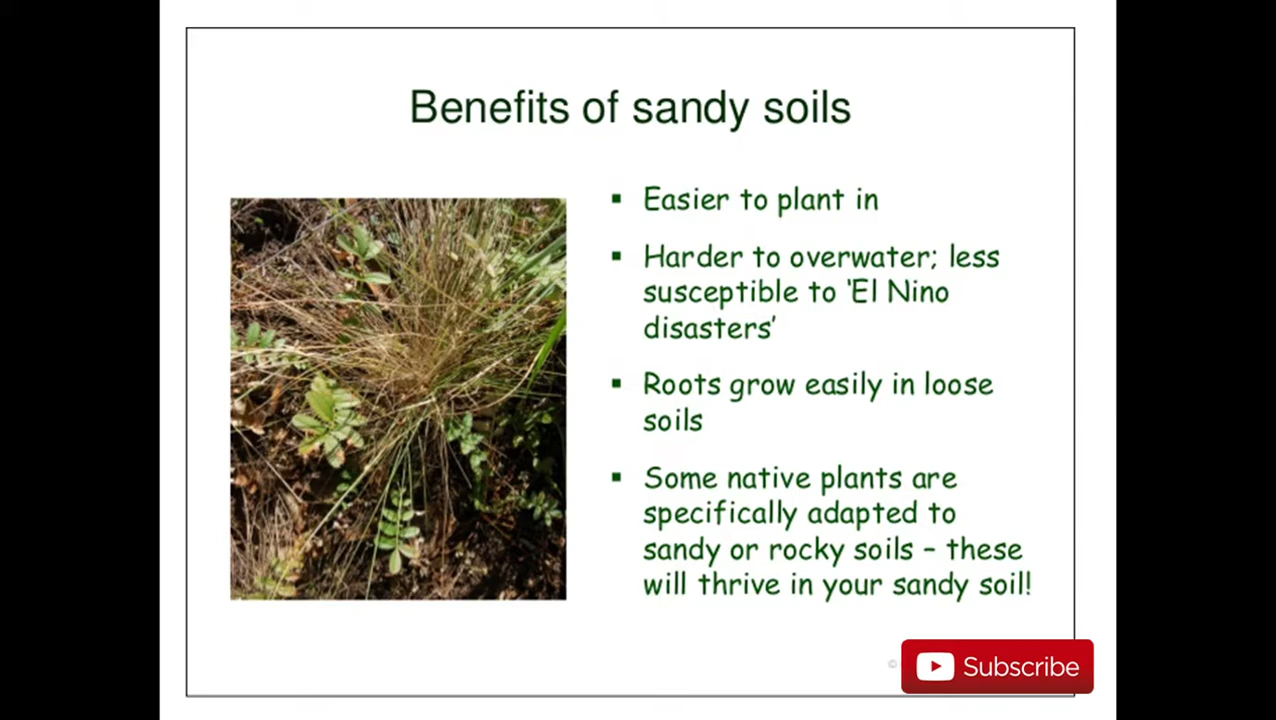 Benefits of sandy soils
▪ Easier to plant in
▪ Harder to overwater; less
susceptible to ‘El Nino
disasters’
▪ Roots grow easily in loose
soils
▪ Some native plants are
specifically adapted to
sandy or rocky soils – these
will thrive in your sandy soil!
©
Subscribe